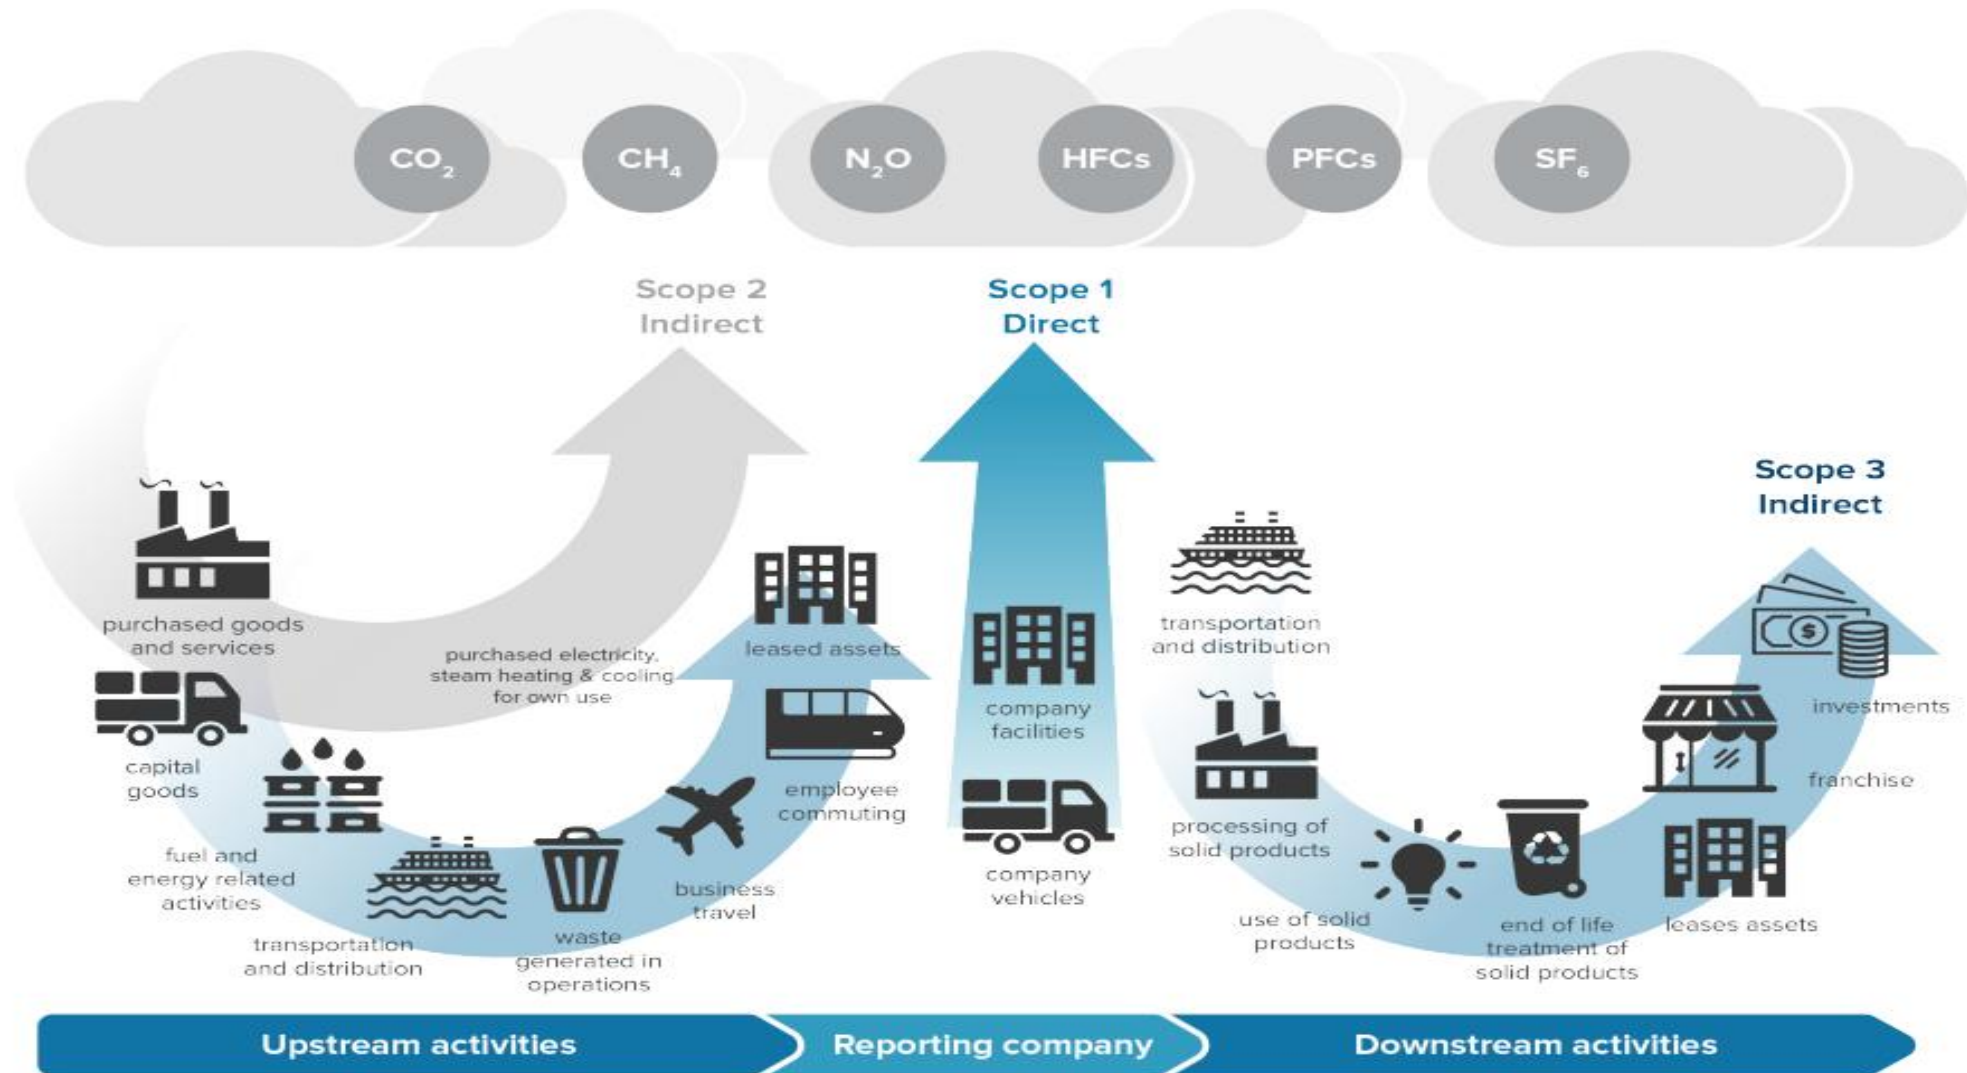 CO₂
CH₄
N₂O
HFCs
PFCs
SF₆
Scope 2
Indirect
Scope 1
Direct
Scope 3
Indirect
purchased goods
and services
capital
goods
fuel and
energy related
activities
transportation
and distribution
waste
generated in
operations
business
travel
employee
commuting
leased assets
purchased electricity,
steam heating & cooling
for own use
company
facilities
company
vehicles
transportation
and distribution
processing of
solid products
use of solid
products
end of life
treatment of
solid products
leases assets
franchise
investments
$
Upstream activities
Reporting company
Downstream activities